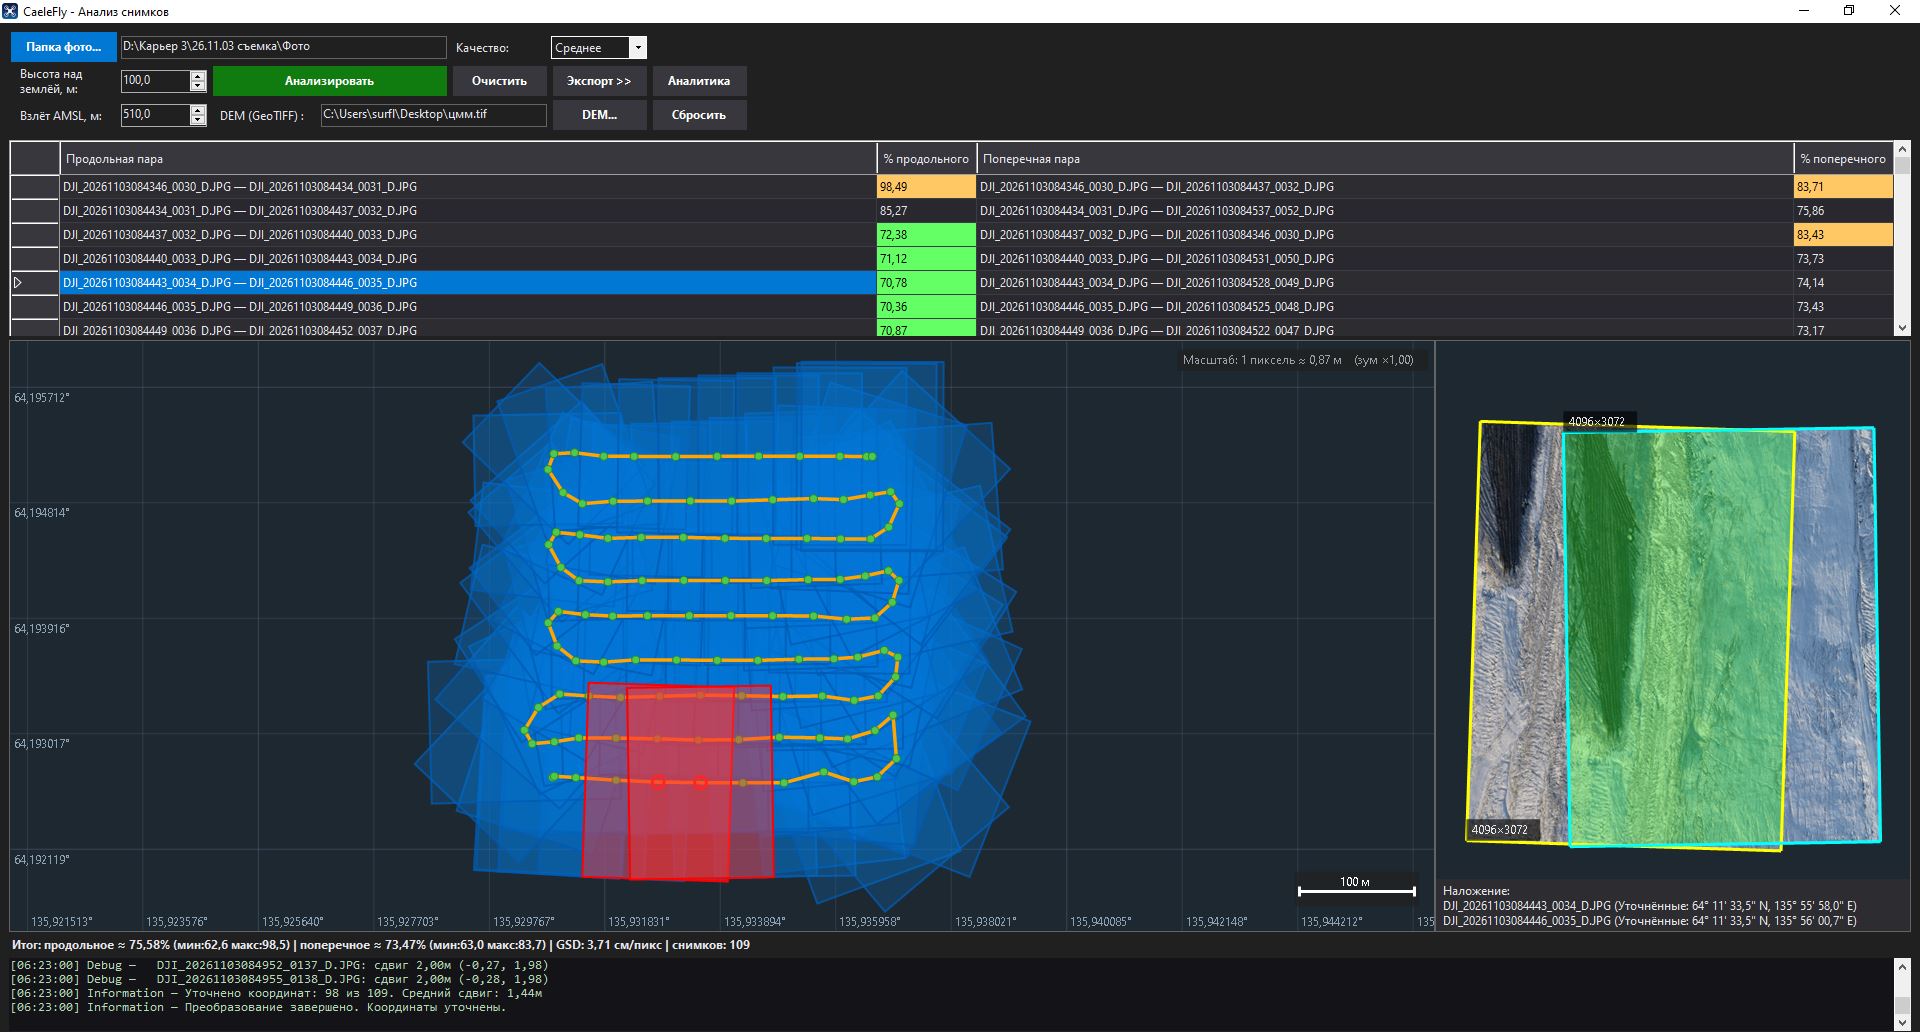 CaeleFly - Анализ снимков
Папка фото...
D:\Карьер 3\26.11.03 съемка\Фото
Качество:
Среднее
Высота над
землёй, м:
100,0
Анализировать
Очистить
Экспорт >>
Аналитика
Взлёт AMSL, м:
510,0
DEM (GeoTIFF) :
C:\Users\surfl\Desktop\цмм.tif
DEM...
Сбросить
Продольная пара
% продольного
Поперечная пара
% поперечного
DJI_20261103084346_0030_D.JPG — DJI_20261103084434_0031_D.JPG
98,49
DJI_20261103084346_0030_D.JPG — DJI_20261103084437_0032_D.JPG
83,71
DJI_20261103084434_0031_D.JPG — DJI_20261103084437_0032_D.JPG
85,27
DJI_20261103084434_0031_D.JPG — DJI_20261103084537_0052_D.JPG
75,86
DJI_20261103084437_0032_D.JPG — DJI_20261103084440_0033_D.JPG
72,38
DJI_20261103084437_0032_D.JPG — DJI_20261103084346_0030_D.JPG
83,43
DJI_20261103084440_0033_D.JPG — DJI_20261103084443_0034_D.JPG
71,12
DJI_20261103084440_0033_D.JPG — DJI_20261103084531_0050_D.JPG
73,73
DJI_20261103084443_0034_D.JPG — DJI_20261103084446_0035_D.JPG
70,78
DJI_20261103084443_0034_D.JPG — DJI_20261103084528_0049_D.JPG
74,14
DJI_20261103084446_0035_D.JPG — DJI_20261103084449_0036_D.JPG
70,36
DJI_20261103084446_0035_D.JPG — DJI_20261103084525_0048_D.JPG
73,43
DJI_20261103084449_0036_D.JPG — DJI_20261103084452_0037_D.JPG
70,87
DJI_20261103084449_0036_D.JPG — DJI_20261103084522_0047_D.JPG
73,17
Масштаб: 1 пиксель ≈ 0,87 м (зум ×1,00)
64,195712°
64,194814°
64,193916°
64,193017°
64,192119°
100 м
135,921513°
135,923576°
135,925640°
135,927703°
135,929767°
135,931831°
135,933894°
135,935958°
135,938021°
135,940085°
135,942148°
135,944212°
135
4096×3072
4096×3072
Наложение:
DJI_20261103084443_0034_D.JPG (Уточнённые: 64° 11' 33,5" N, 135° 55' 58,0" E)
DJI_20261103084446_0035_D.JPG (Уточнённые: 64° 11' 33,5" N, 135° 56' 00,7" E)
Итог: продольное ≈ 75,58% (мин:62,6 макс:98,5) | поперечное ≈ 73,47% (мин:63,0 макс:83,7) | GSD: 3,71 см/пикс | снимков: 109
[06:23:00] Debug — DJI_20261103084952_0137_D.JPG: сдвиг 2,00м (-0,27, 1,98)
[06:23:00] Debug — DJI_20261103084955_0138_D.JPG: сдвиг 2,00м (-0,28, 1,98)
[06:23:00] Information — Уточнено координат: 98 из 109. Средний сдвиг: 1,44м
[06:23:00] Information — Преобразование завершено. Координаты уточнены.